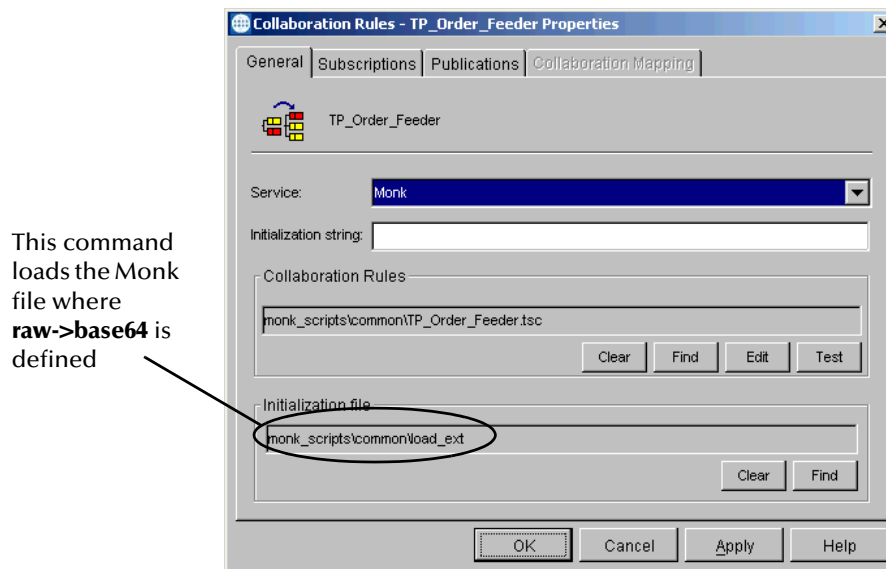 Collaboration Rules - TP_Order_Feeder Properties
General Subscriptions Publications Collaboration Mapping
TP_Order_Feeder
Service: Monk
Initialization string:
This command
loads the Monk
file where
raw->base64 is
defined
Collaboration Rules
monk_scripts\common\TP_Order_Feeder.tsc
Clear Find Edit Test
Initialization file
monk_scripts\common\load_ext
Clear Find
OK Cancel Apply Help